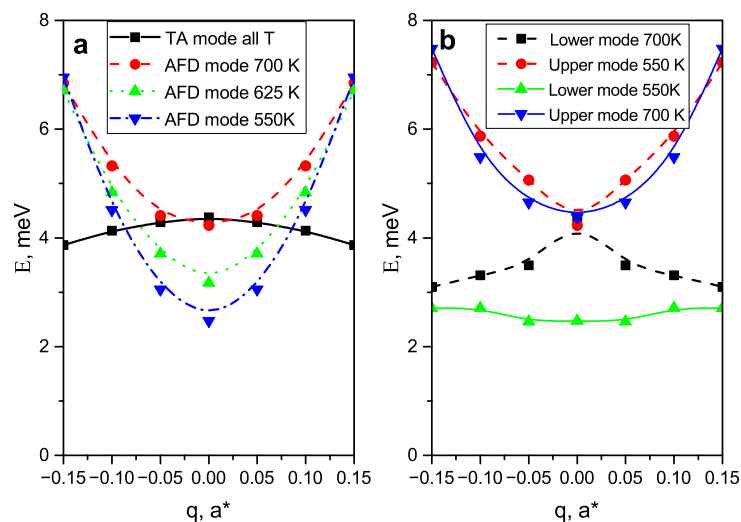 a
TA mode all T
AFD mode 700 K
AFD mode 625 K
AFD mode 550K
8
6
4
2
0
E, meV
−0.15 −0.10 −0.05 0.00 0.05 0.10 0.15
q, a*
b
Lower mode 700K
Upper mode 550 K
Lower mode 550K
Upper mode 700 K
8
6
4
2
0
E, meV
−0.15 −0.10 −0.05 0.00 0.05 0.10 0.15
q, a*